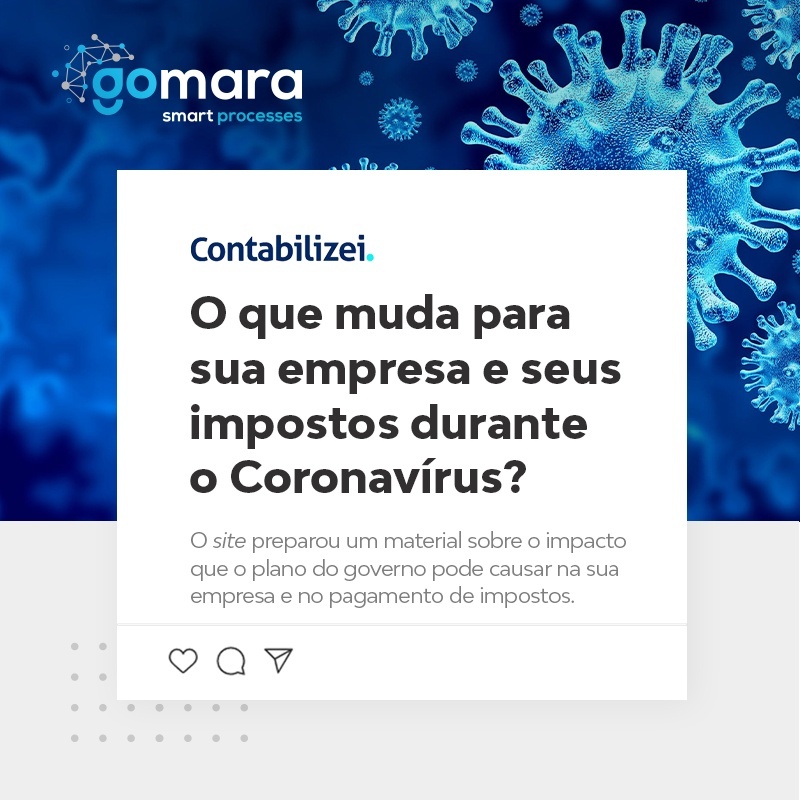 gomara
smart processes
Contabilizei.
O que muda para
sua empresa e seus
impostos durante
o Coronavírus?
O site preparou um material sobre o impacto
que o plano do governo pode causar na sua
empresa e no pagamento de impostos.